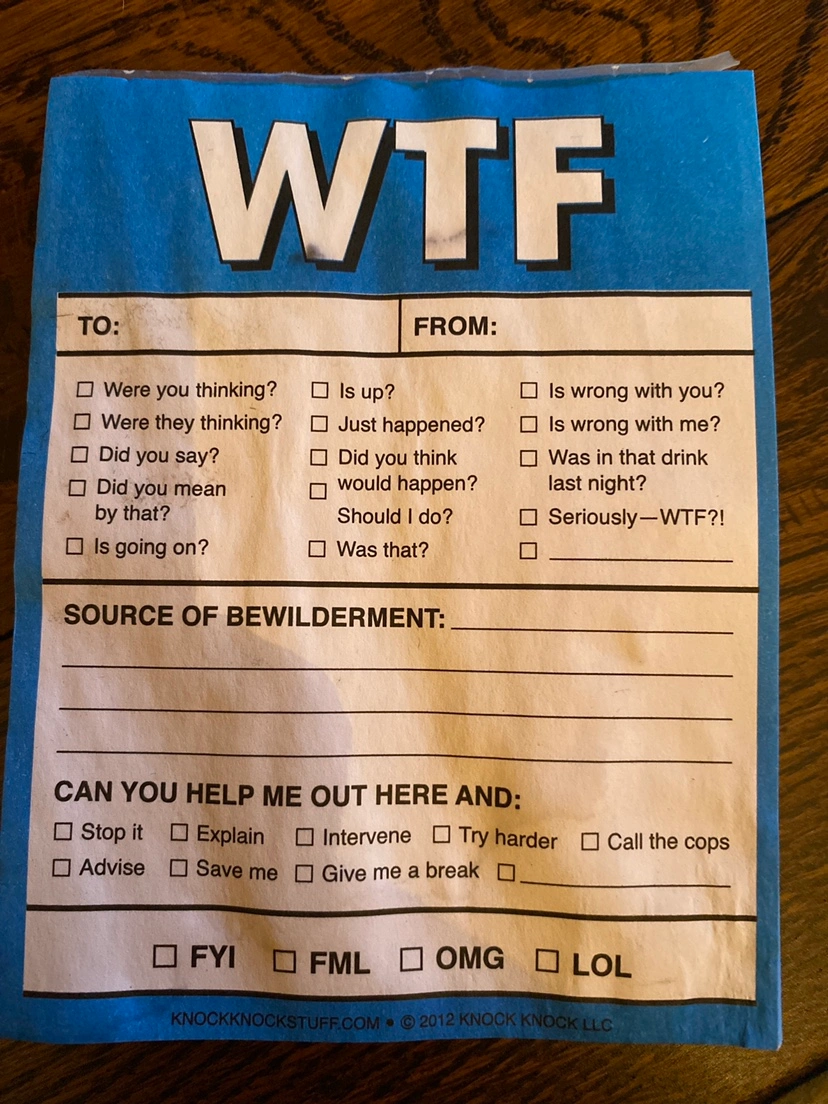 WTF
TO:
FROM:
Were you thinking?
Were they thinking?
Did you say?
Did you mean
by that?
Is going on?
Is up?
Just happened?
Did you think
would happen?
Should I do?
Was that?
Is wrong with you?
Is wrong with me?
Was in that drink
last night?
Seriously—WTF?!
SOURCE OF BEWILDERMENT:
CAN YOU HELP ME OUT HERE AND:
Stop it Explain Intervene Try harder Call the cops
Advise Save me Give me a break
FYI FML OMG LOL
KNOCKKNOCKSTUFF.COM • © 2012 KNOCK KNOCK LLC